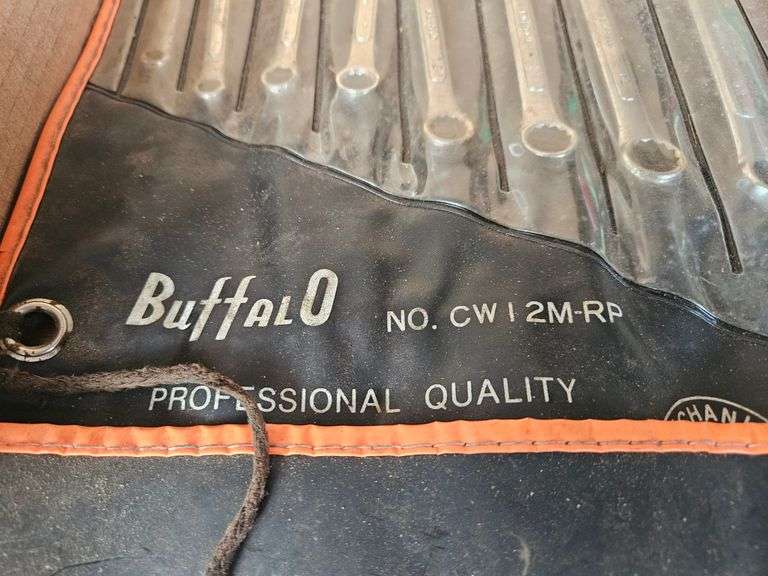 Buffalo NO. CW12M-RP
PROFESSIONAL QUALITY